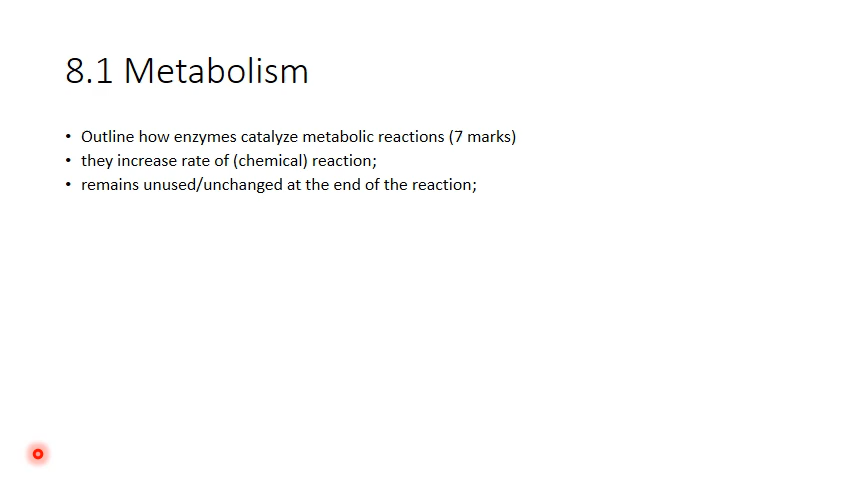 8.1 Metabolism
• Outline how enzymes catalyze metabolic reactions (7 marks)
• they increase rate of (chemical) reaction;
• remains unused/unchanged at the end of the reaction;